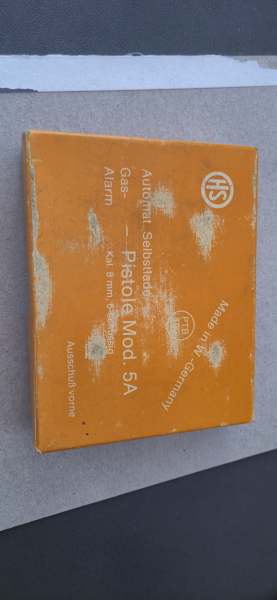 HS
Automat. Selbstlade
Gas-
Alarm
— Pistole Mod. 5A
Kal. 8 mm,
PTB
Made in W.-Germany
Ausschuß vorne